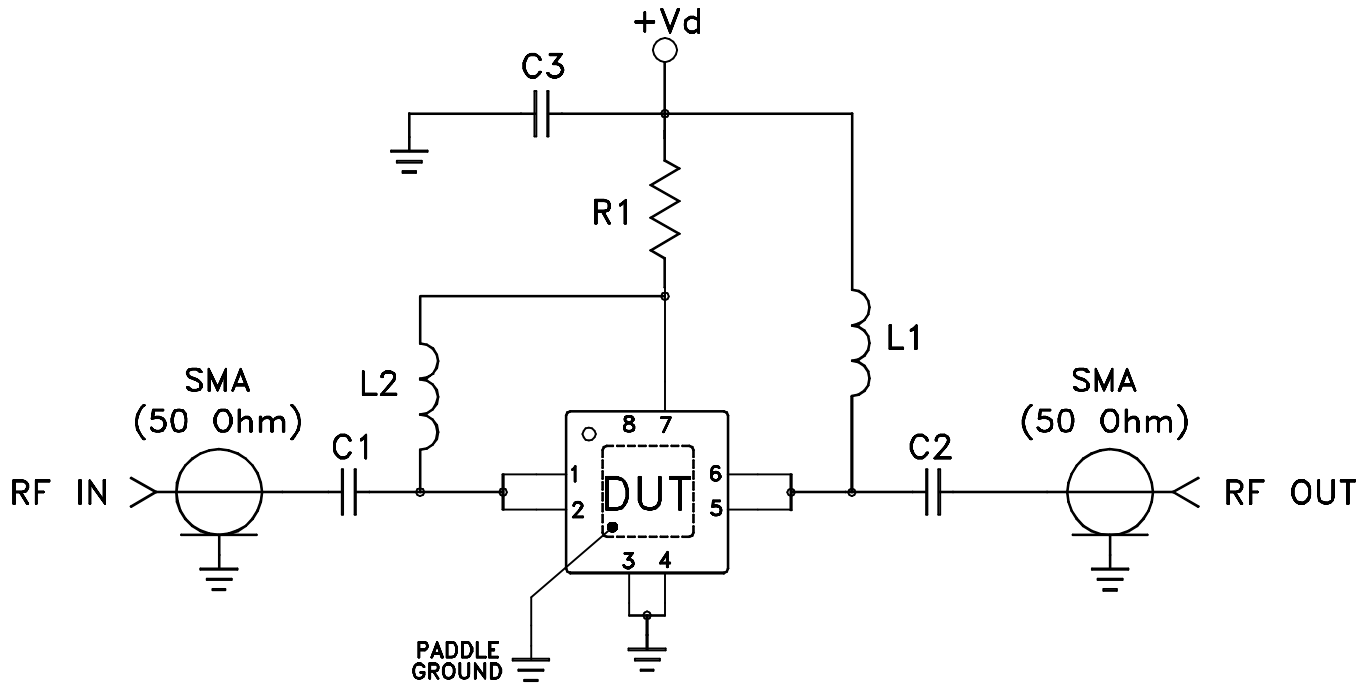 +Vd
C3
R1
L1
L2
SMA
(50 Ohm)
SMA
(50 Ohm)
C1
C2
RF IN
RF OUT
8 7
1
2
DUT
6
5
3 4
PADDLE
GROUND